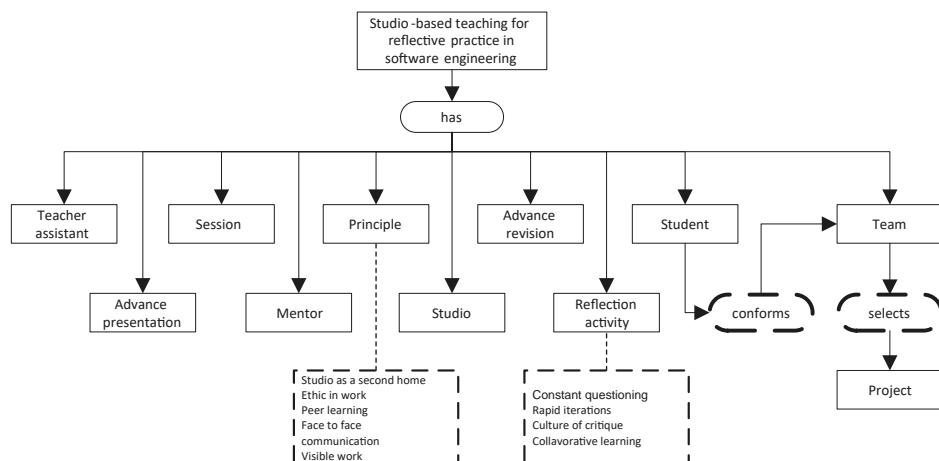 Studio -based teaching for
reflective practice in
software engineering
has
Teacher
assistant
Session
Principle
Advance
revision
Student
Team
Advance
presentation
Mentor
Studio
Reflection
activity
conforms
selects
Project
Studio as a second home
Ethic in work
Peer learning
Face to face
communication
Visible work
Constant questioning
Rapid iterations
Culture of critique
Collavorative learning